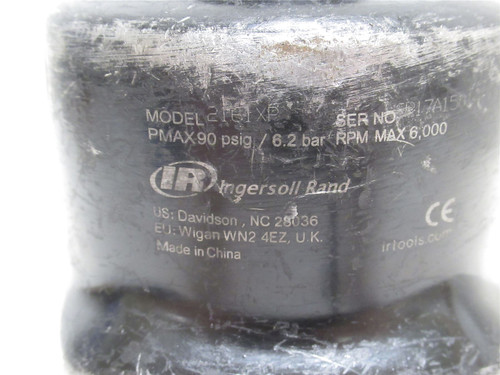 MODEL SER NO.
PMAX 90 psig / 6.2 bar RPM MAX 6,000
IR Ingersoll Rand
US: Davidson , NC 28036
EU: Wigan WN2 4EZ, U.K.
Made in China
CE
irtools.com